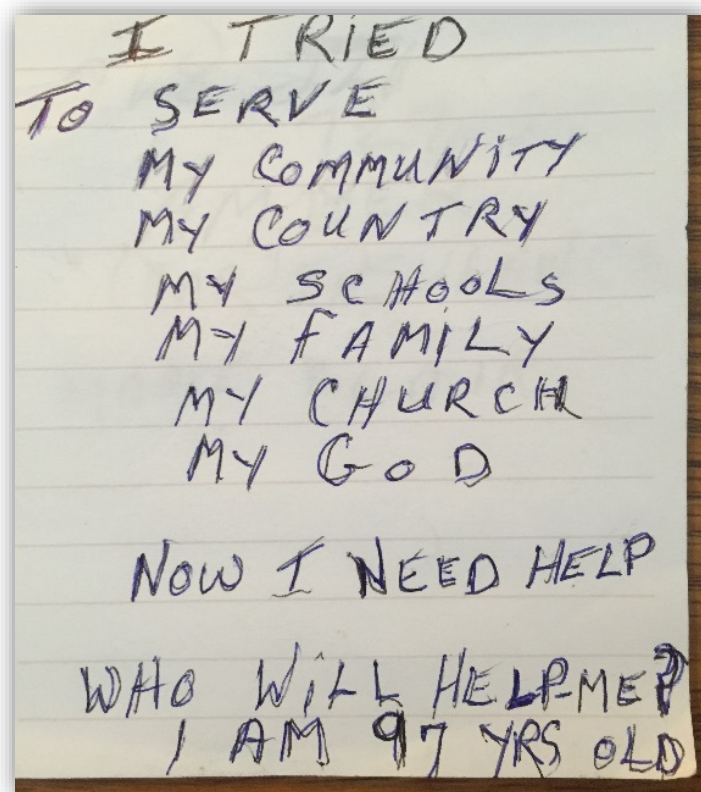 I TRiED
To SERVE
MY COMMUNiTY
MY COUNTRY
MY SCHooLS
MY FAMILY
MY CHURCH
MY GoD
NOW I NEED HELP
WHO WiLL HELP ME?
I AM 97 YRS OLD